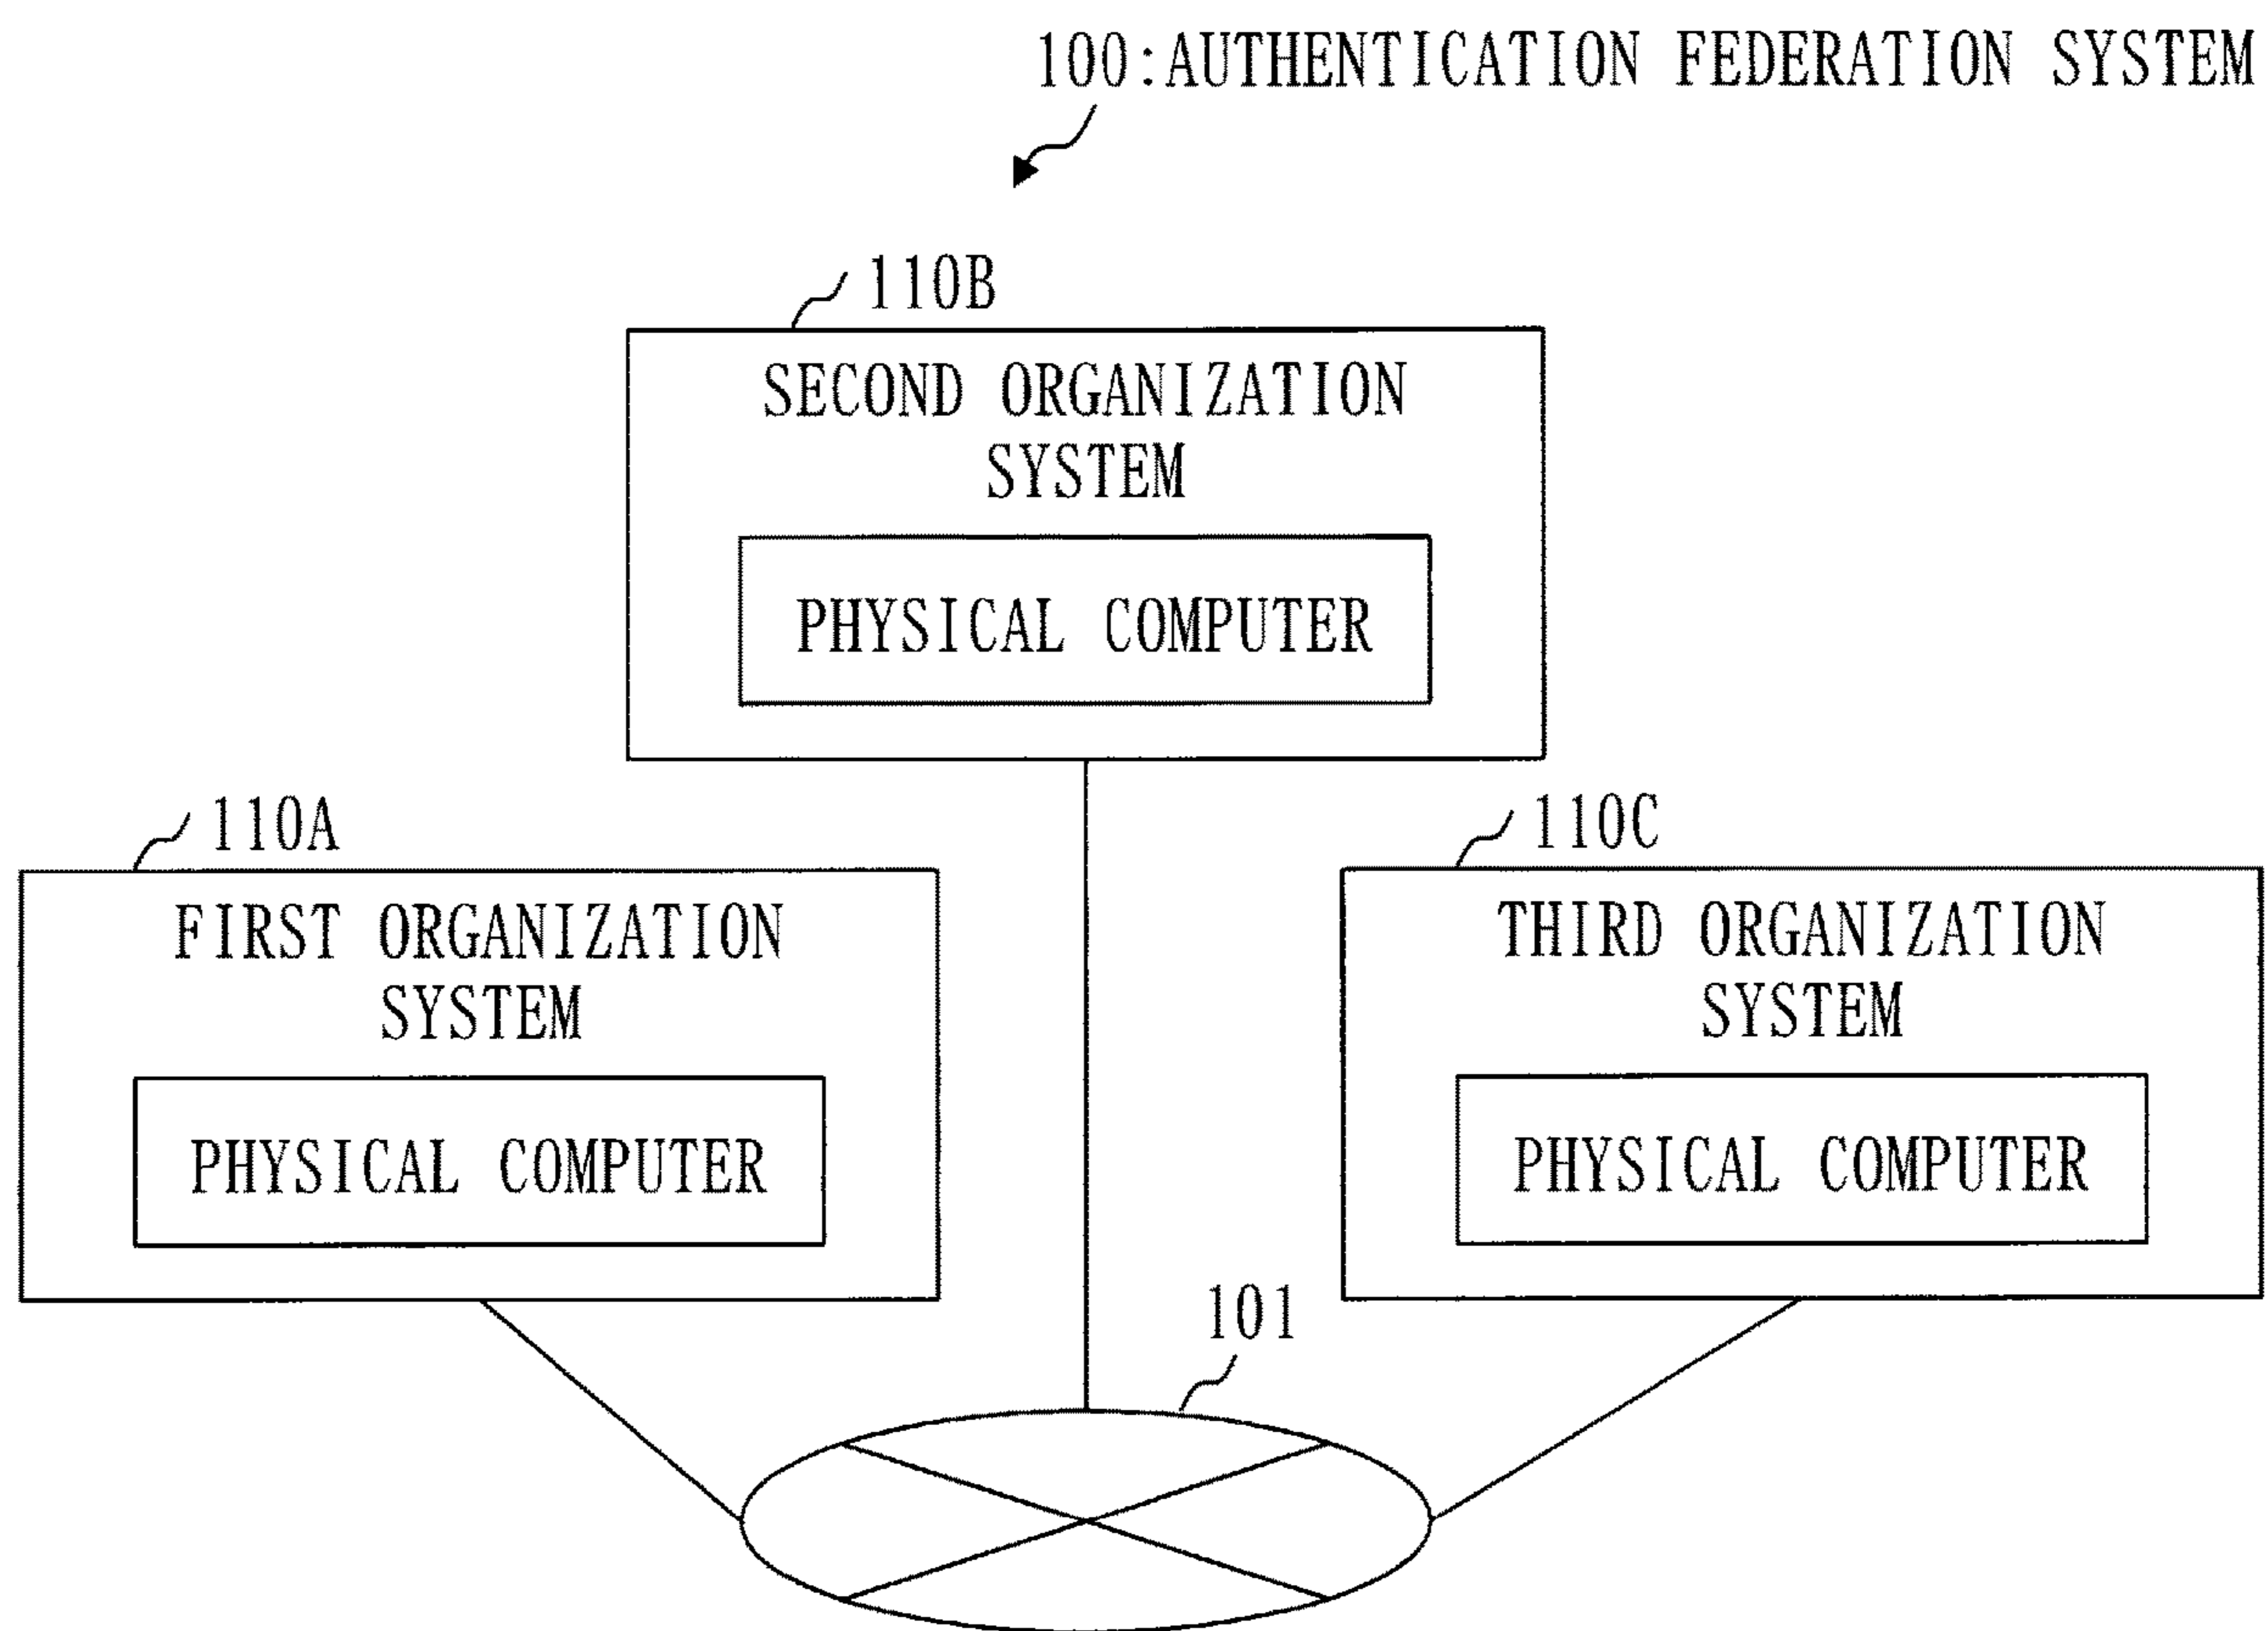 100:AUTHENTICATION FEDERATION SYSTEM
110B
SECOND ORGANIZATION
SYSTEM
PHYSICAL COMPUTER
110A
FIRST ORGANIZATION
SYSTEM
PHYSICAL COMPUTER
110C
THIRD ORGANIZATION
SYSTEM
PHYSICAL COMPUTER
101